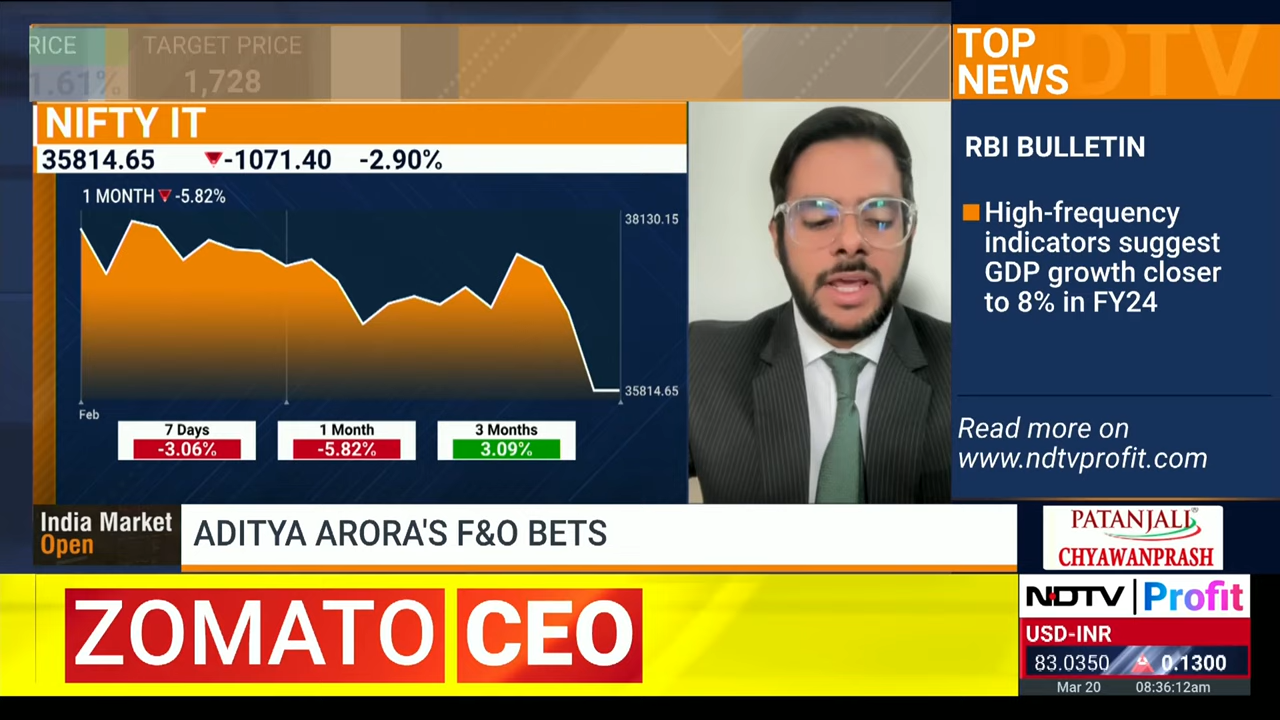 RICE
TARGET PRICE
1.61%
1,728
TOP
NEWS
NDTV
NIFTY IT
35814.65 ▼-1071.40 -2.90%
1 MONTH ▼ -5.82%
38130.15
35814.65
Feb
7 Days
-3.06%
1 Month
-5.82%
3 Months
3.09%
RBI BULLETIN
High-frequency
indicators suggest
GDP growth closer
to 8% in FY24
Read more on
www.ndtvprofit.com
India Market
Open
ADITYA ARORA'S F&O BETS
PATANJALI®
CHYAWANPRASH
ZOMATO CEO
NDTV Profit
USD-INR
83.0350 ▲ 0.1300
Mar 20 08:36:12am